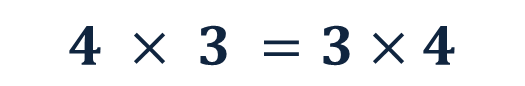 4 × 3 = 3 × 4